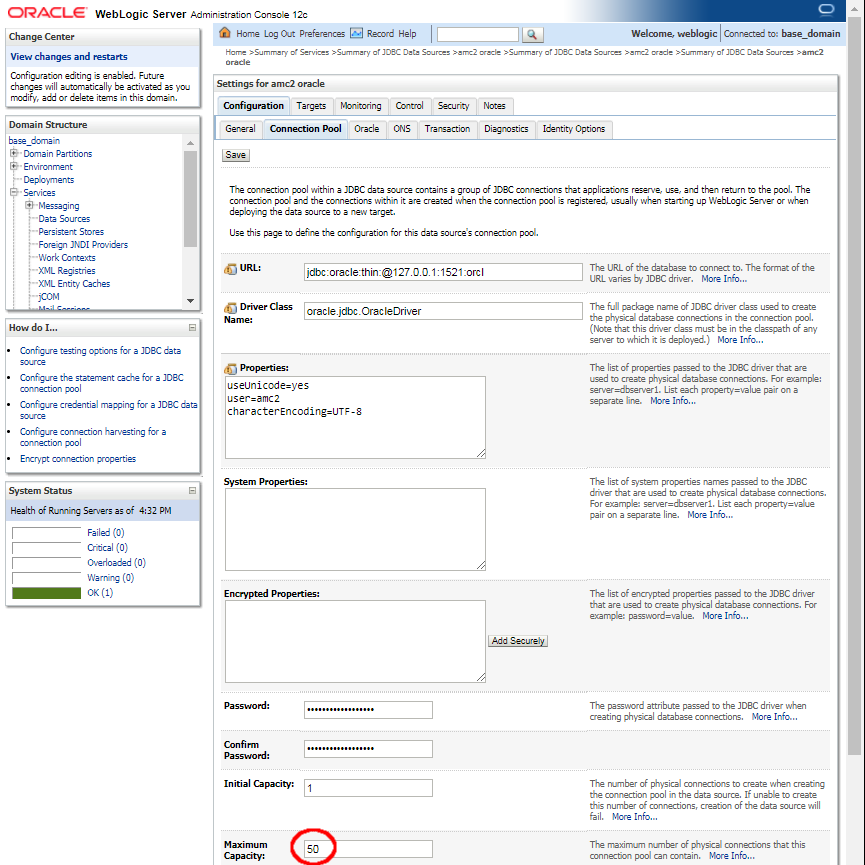 ORACLE WebLogic Server Administration Console 12c
Change Center
View changes and restarts
Configuration editing is enabled. Future
changes will automatically be activated as you
modify, add or delete items in this domain.
Domain Structure
base_domain
Domain Partitions
Environment
Deployments
Services
Messaging
Data Sources
Persistent Stores
Foreign JNDI Providers
Work Contexts
XML Registries
XML Entity Caches
jCOM
Mail Sessions
How do I...
Configure testing options for a JDBC data
source
Configure the statement cache for a JDBC
connection pool
Configure credential mapping for a JDBC data
source
Configure connection harvesting for a
connection pool
Encrypt connection properties
System Status
Health of Running Servers as of 4:32 PM
Failed (0)
Critical (0)
Overloaded (0)
Warning (0)
OK (1)
Home Log Out Preferences Record Help
Welcome, weblogic Connected to: base_domain
Home >Summary of Services >Summary of JDBC Data Sources >amc2 oracle >Summary of JDBC Data Sources >amc2 oracle >Summary of JDBC Data Sources >amc2
oracle
Settings for amc2 oracle
Configuration Targets Monitoring Control Security Notes
General Connection Pool Oracle ONS Transaction Diagnostics Identity Options
Save
The connection pool within a JDBC data source contains a group of JDBC connections that applications reserve, use, and then return to the pool. The
connection pool and the connections within it are created when the connection pool is registered, usually when starting up WebLogic Server or when
deploying the data source to a new target.
Use this page to define the configuration for this data source's connection pool.
URL:
jdbc:oracle:thin:@127.0.0.1:1521:orcl
The URL of the database to connect to. The format of the
URL varies by JDBC driver. More Info...
Driver Class
Name:
oracle.jdbc.OracleDriver
The full package name of JDBC driver class used to create
the physical database connections in the connection pool.
(Note that this driver class must be in the classpath of any
server to which it is deployed.) More Info...
Properties:
useUnicode=yes
user=amc2
characterEncoding=UTF-8
The list of properties passed to the JDBC driver that are
used to create physical database connections. For example:
server=dbserver1. List each property=value pair on a
separate line. More Info...
System Properties:
The list of system properties names passed to the JDBC
driver that are used to create physical database connections.
For example: server=dbserver1. List each property=value
pair on a separate line. More Info...
Encrypted Properties:
Add Securely
The list of encrypted properties passed to the JDBC driver
that are used to create physical database connections. For
example: password=value. More Info...
Password:
••••••••••••••••••
The password attribute passed to the JDBC driver when
creating physical database connections. More Info...
Confirm
Password:
••••••••••••••••••
Initial Capacity:
1
The number of physical connections to create when creating
the connection pool in the data source. If unable to create
this number of connections, creation of the data source will
fail. More Info...
Maximum
Capacity:
50
The maximum number of physical connections that this
connection pool can contain. More Info...